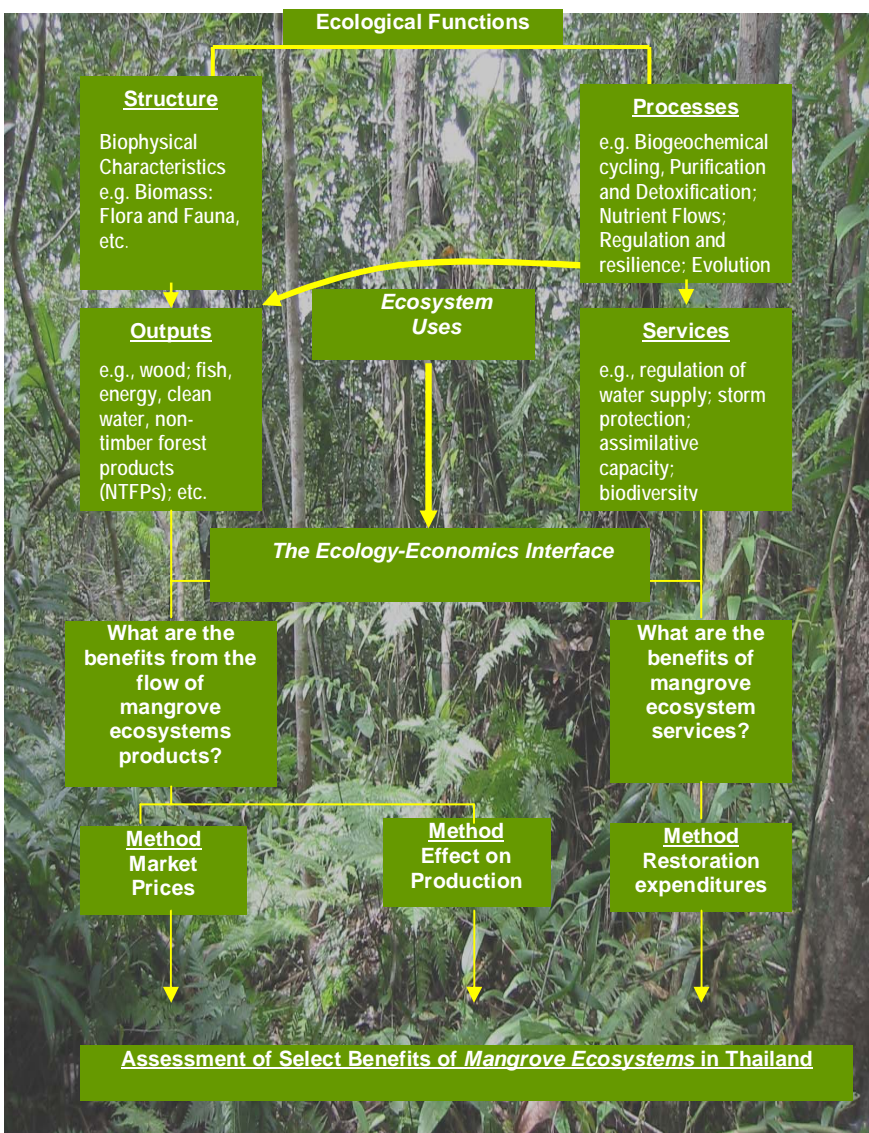 Ecological Functions
Structure
Biophysical
Characteristics
e.g. Biomass:
Flora and Fauna,
etc.
Processes
e.g. Biogeochemical
cycling, Purification
and Detoxification;
Nutrient Flows;
Regulation and
resilience; Evolution
Ecosystem
Uses
Outputs
e.g., wood; fish,
energy, clean
water, non-
timber forest
products
(NTFPs); etc.
Services
e.g., regulation of
water supply; storm
protection;
assimilative
capacity;
biodiversity
The Ecology-Economics Interface
What are the
benefits from the
flow of
mangrove
ecosystems
products?
What are the
benefits of
mangrove
ecosystem
services?
Method
Market
Prices
Method
Effect on
Production
Method
Restoration
expenditures
Assessment of Select Benefits of Mangrove Ecosystems in Thailand